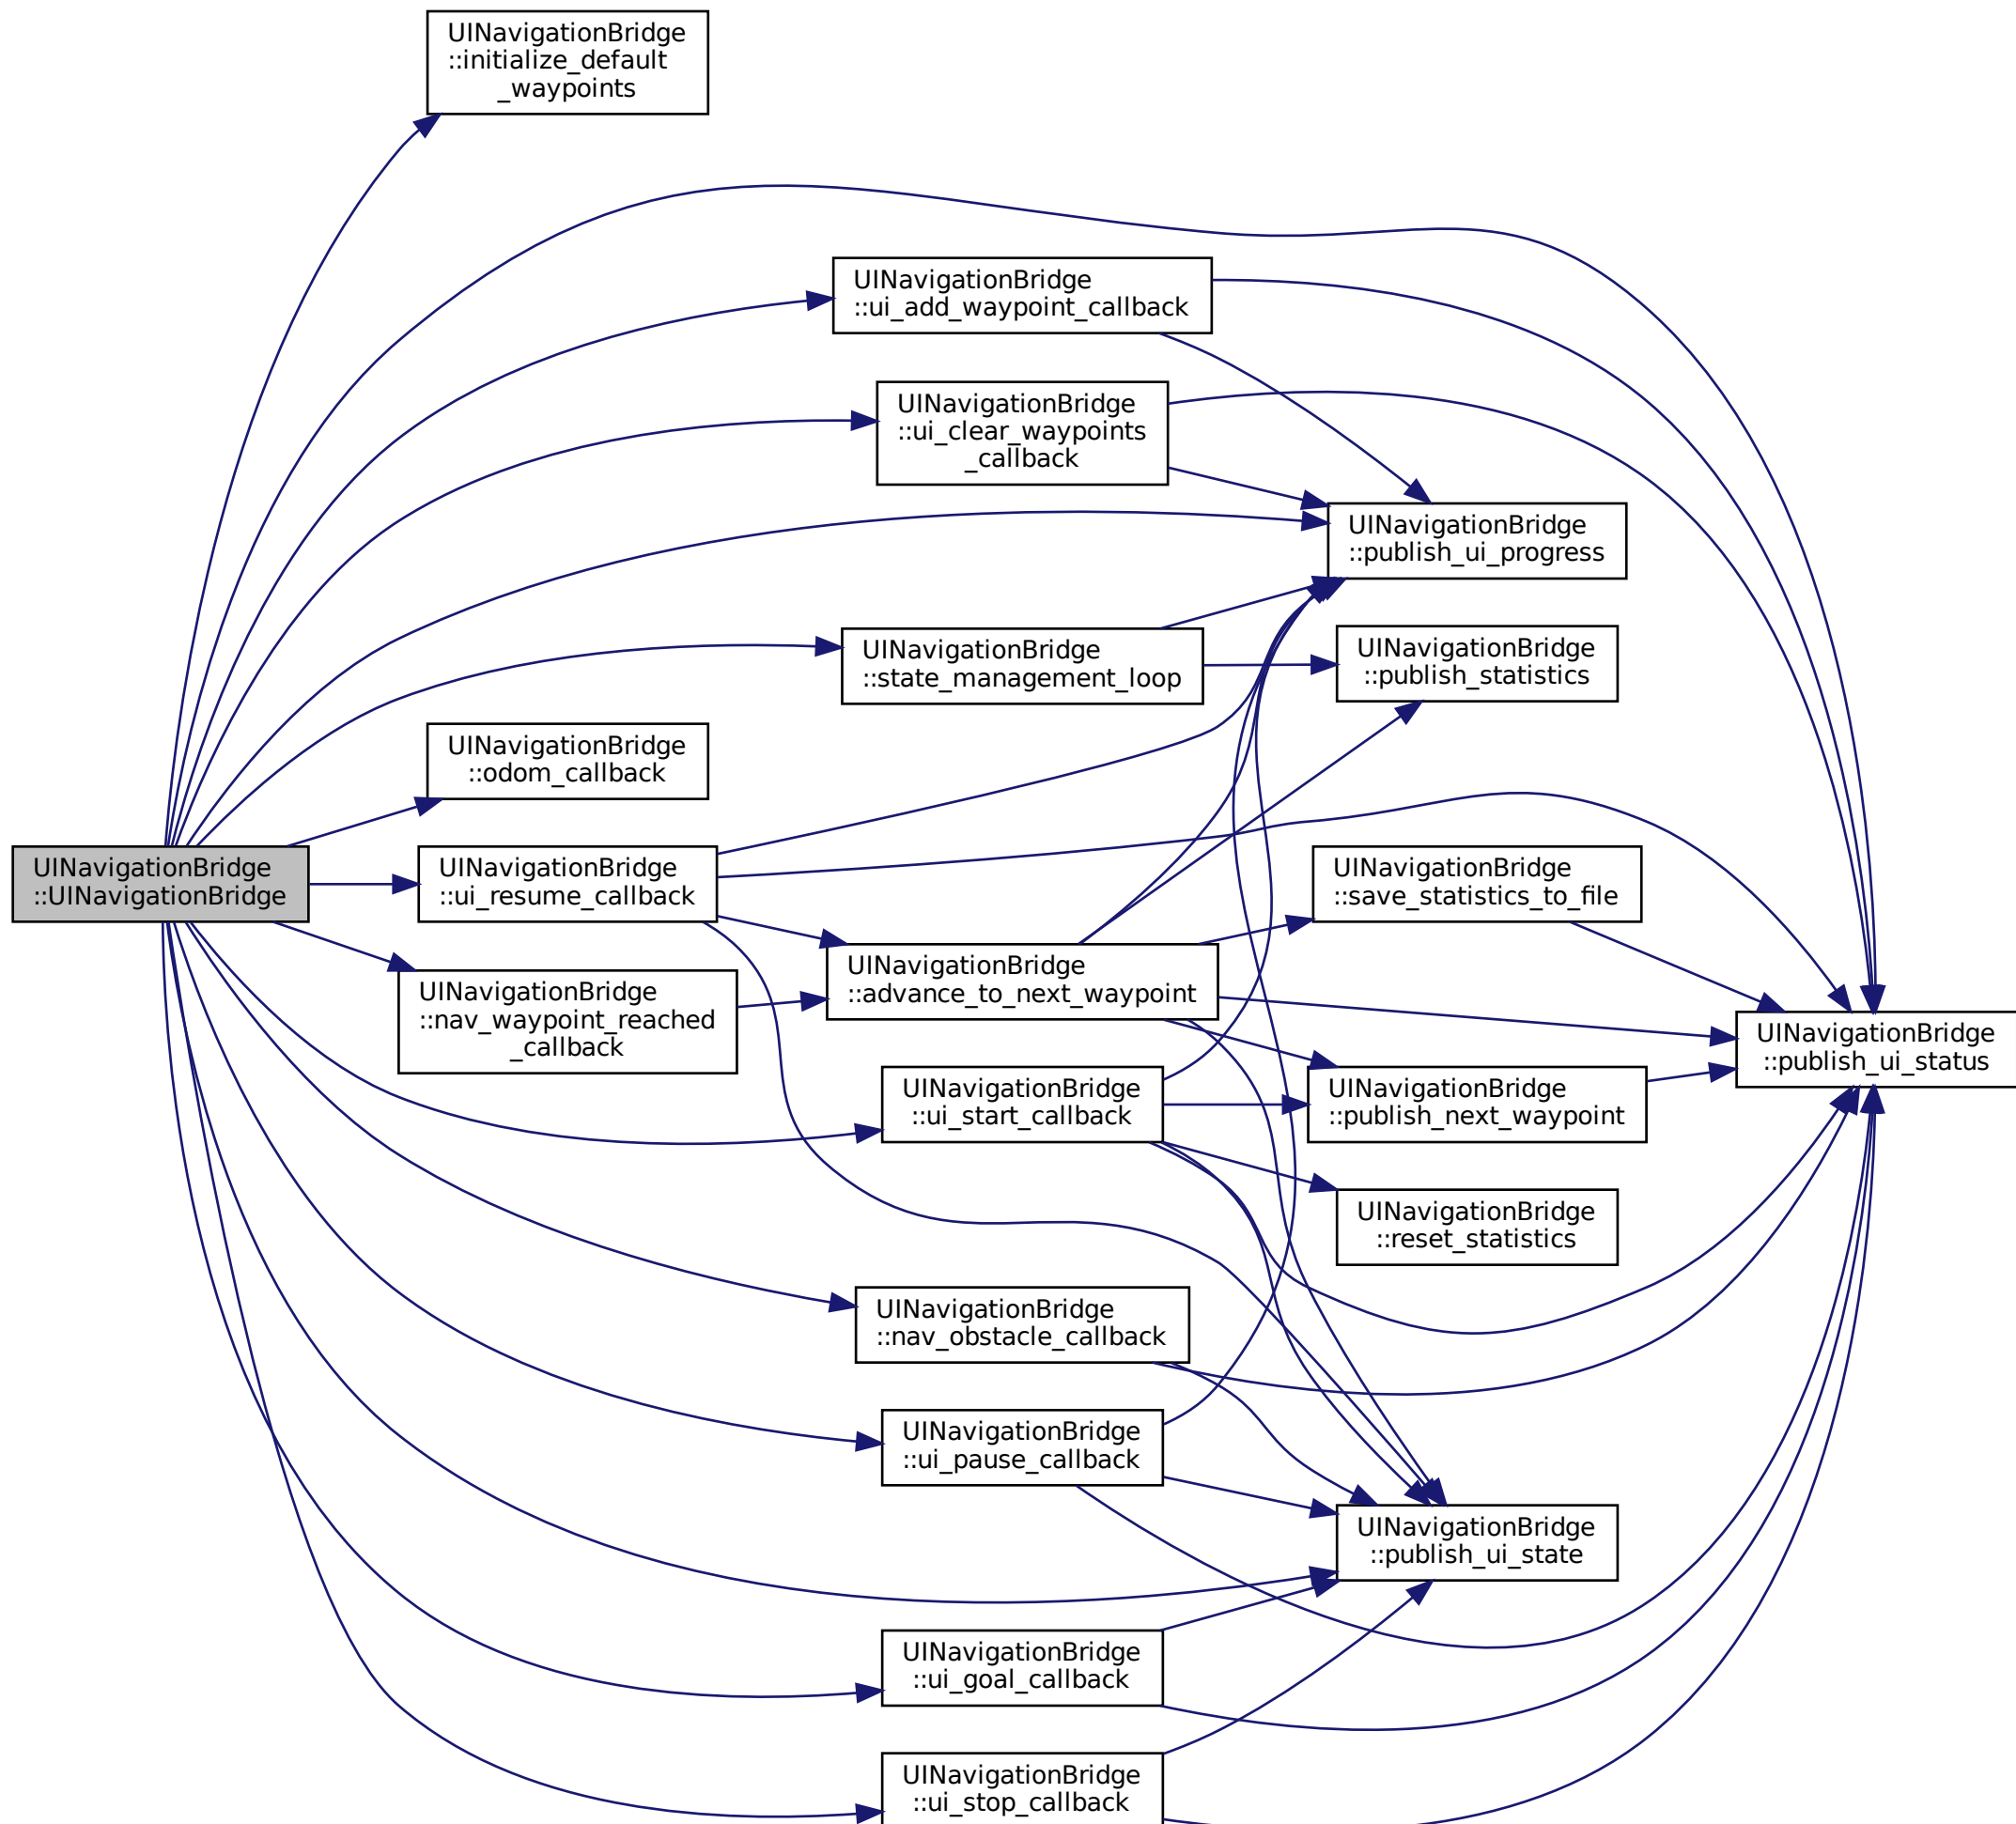 UINavigationBridge
::initialize_default
_waypoints
UINavigationBridge
::ui_add_waypoint_callback
UINavigationBridge
::ui_clear_waypoints
_callback
UINavigationBridge
::publish_ui_progress
UINavigationBridge
::state_management_loop
UINavigationBridge
::publish_statistics
UINavigationBridge
::odom_callback
UINavigationBridge
::UINavigationBridge
UINavigationBridge
::ui_resume_callback
UINavigationBridge
::save_statistics_to_file
UINavigationBridge
::advance_to_next_waypoint
UINavigationBridge
::nav_waypoint_reached
_callback
UINavigationBridge
::publish_ui_status
UINavigationBridge
::ui_start_callback
UINavigationBridge
::publish_next_waypoint
UINavigationBridge
::reset_statistics
UINavigationBridge
::nav_obstacle_callback
UINavigationBridge
::ui_pause_callback
UINavigationBridge
::publish_ui_state
UINavigationBridge
::ui_goal_callback
UINavigationBridge
::ui_stop_callback